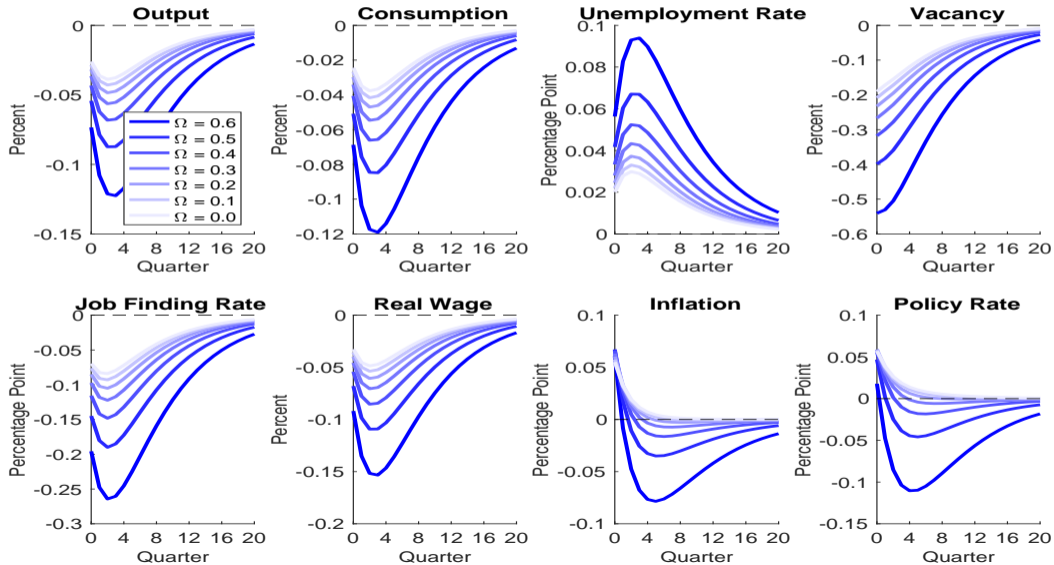 Output
0
-0.05
-0.1
-0.15
Percent
0 4 8 12 16 20
Quarter
Ω = 0.6
Ω = 0.5
Ω = 0.4
Ω = 0.3
Ω = 0.2
Ω = 0.1
Ω = 0.0
Consumption
0
-0.02
-0.04
-0.06
-0.08
-0.1
-0.12
Percent
0 4 8 12 16 20
Quarter
Unemployment Rate
0.1
0.08
0.06
0.04
0.02
0
Percentage Point
0 4 8 12 16 20
Quarter
Vacancy
0
-0.1
-0.2
-0.3
-0.4
-0.5
-0.6
Percent
0 4 8 12 16 20
Quarter
Job Finding Rate
0
-0.05
-0.1
-0.15
-0.2
-0.25
-0.3
Percentage Point
0 4 8 12 16 20
Quarter
Real Wage
0
-0.05
-0.1
-0.15
-0.2
Percent
0 4 8 12 16 20
Quarter
Inflation
0.1
0.05
0
-0.05
-0.1
Percentage Point
0 4 8 12 16 20
Quarter
Policy Rate
0.1
0.05
0
-0.05
-0.1
-0.15
Percentage Point
0 4 8 12 16 20
Quarter